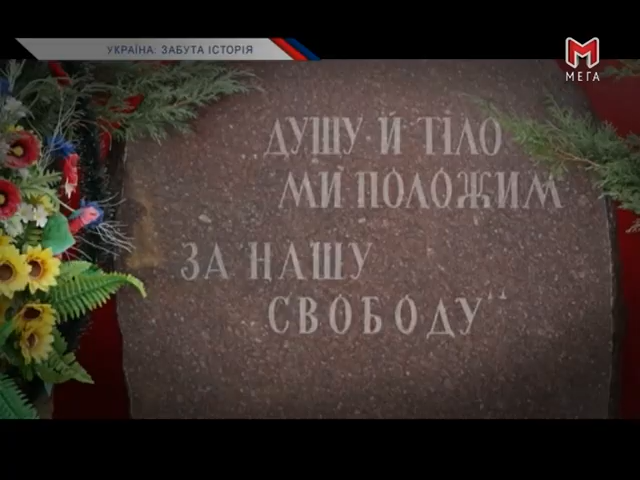 УКРАЇНА: ЗАБУТА ІСТОРІЯ
МЕГА
ДУШУ Й ТІЛО
МИ ПОЛОЖИМ
ЗА НАШУ
СВОБОДУ"